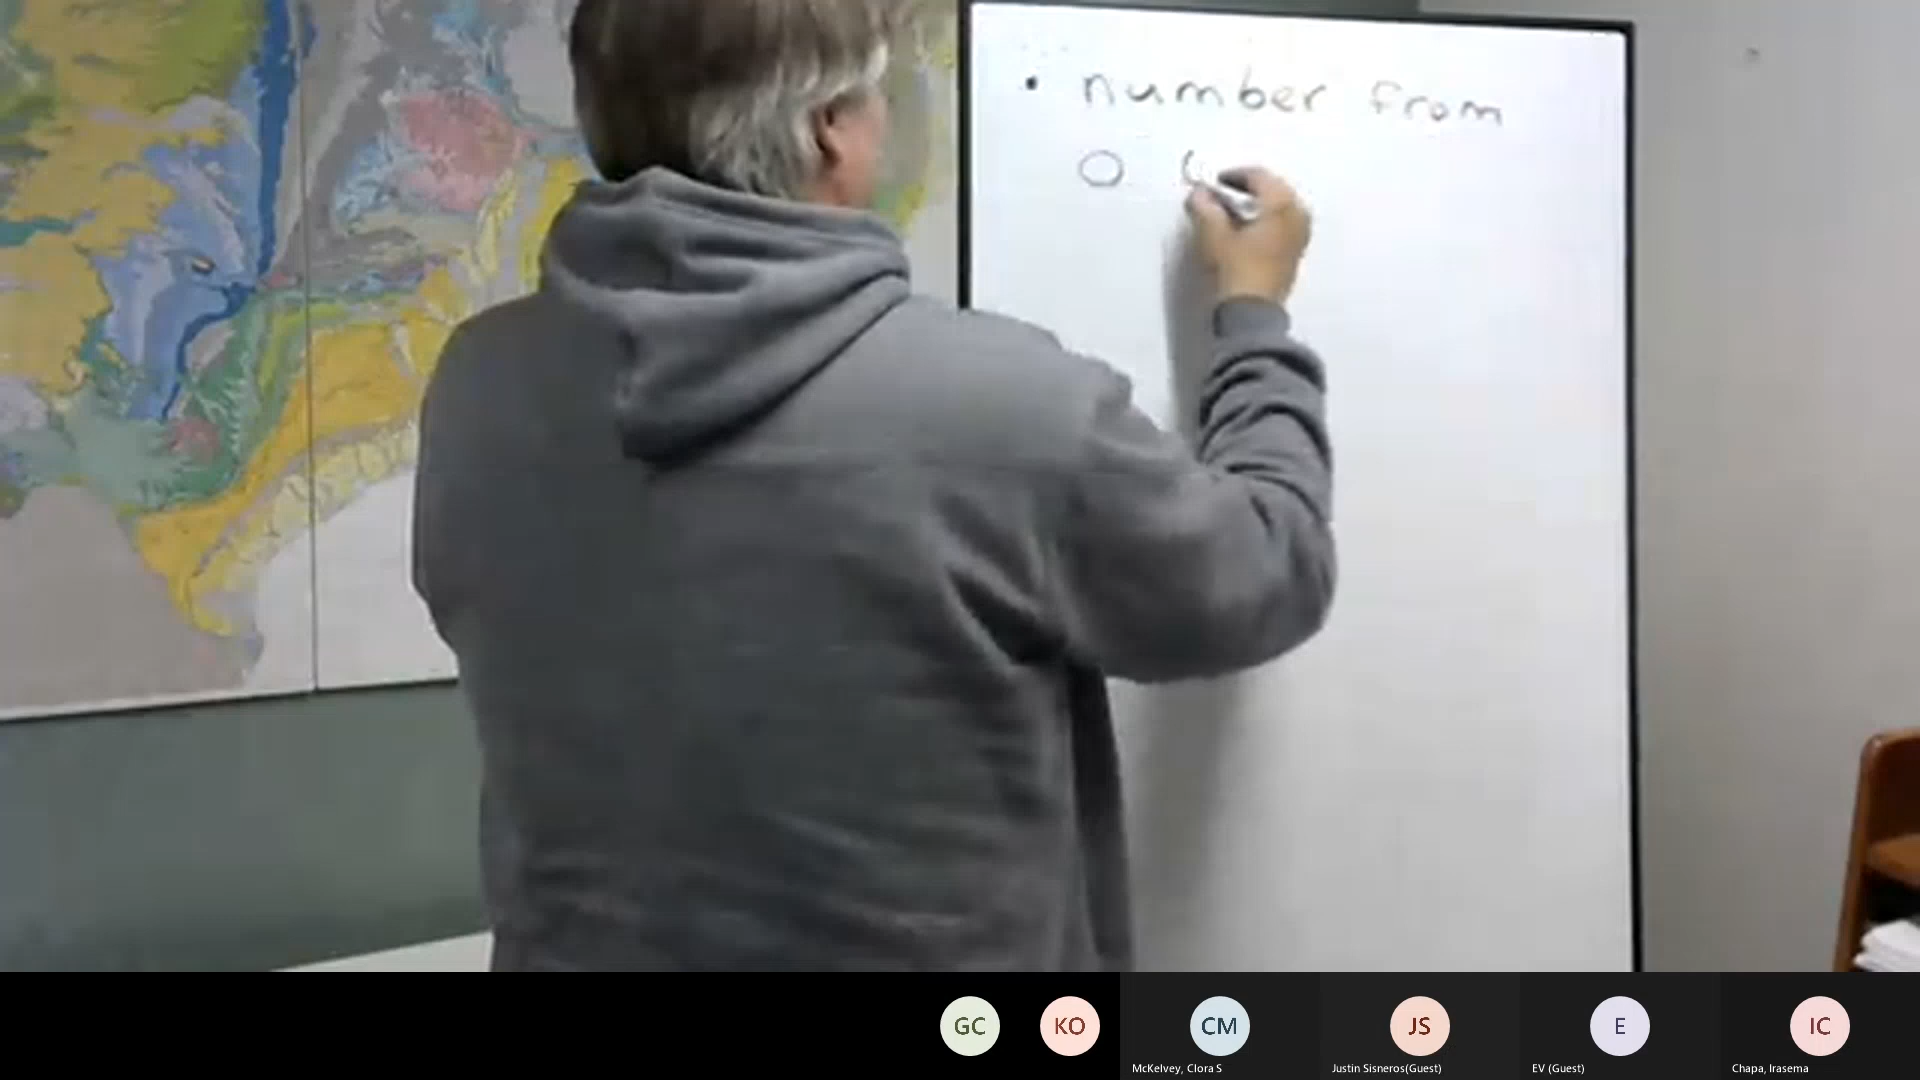 • number from
0
GC KO CM JS E IC
McKelvey, Clora S Justin Sisneros(Guest) EV (Guest) Chapa, Irasema